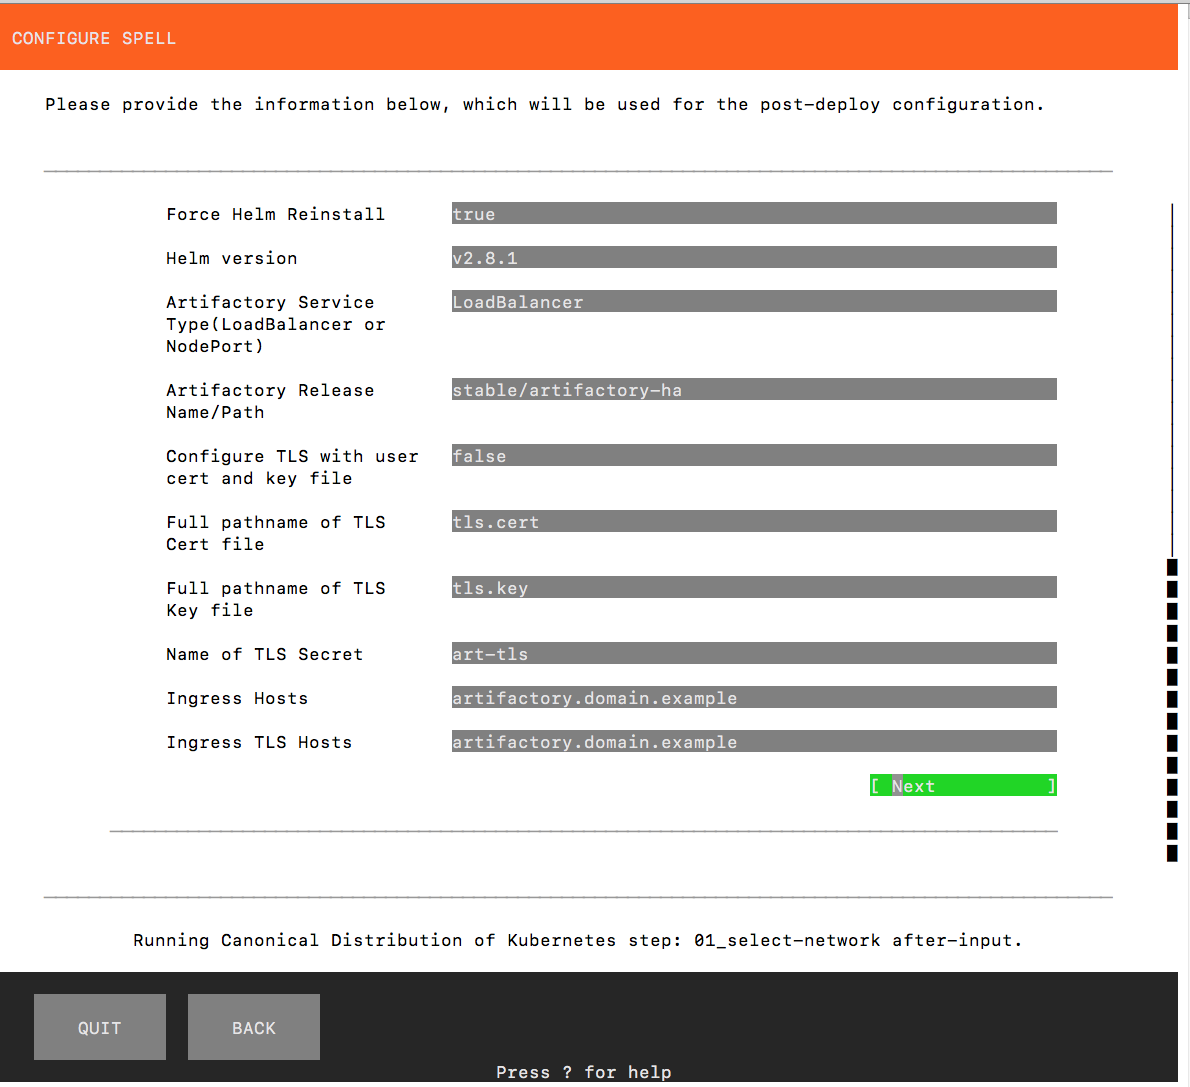 CONFIGURE SPELL
Please provide the information below, which will be used for the post-deploy configuration.
Force Helm Reinstall true
Helm version v2.8.1
Artifactory Service LoadBalancer
Type(LoadBalancer or
NodePort)
Artifactory Release stable/artifactory-ha
Name/Path
Configure TLS with user false
cert and key file
Full pathname of TLS tls.cert
Cert file
Full pathname of TLS tls.key
Key file
Name of TLS Secret art-tls
Ingress Hosts artifactory.domain.example
Ingress TLS Hosts artifactory.domain.example
[ Next ]
Running Canonical Distribution of Kubernetes step: 01_select-network after-input.
QUIT BACK
Press ? for help